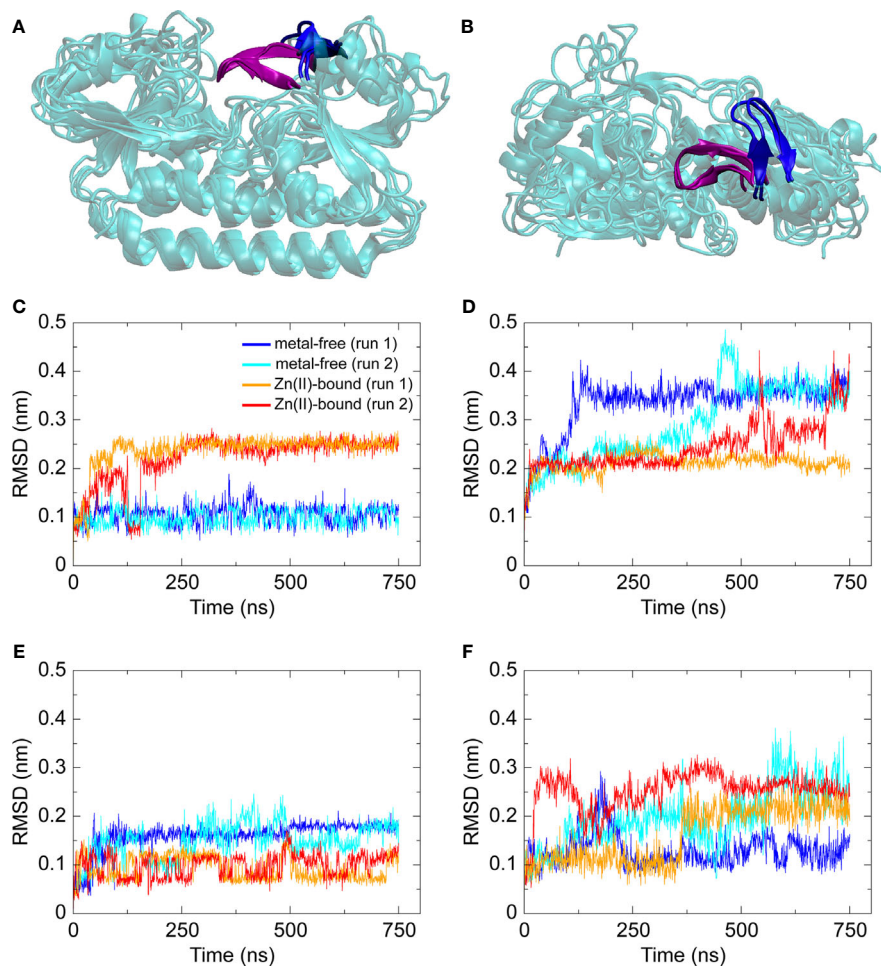 A
B
C
0.5
0.4
0.3
0.2
0.1
0
RMSD (nm)
0
250
500
750
Time (ns)
metal-free (run 1)
metal-free (run 2)
Zn(II)-bound (run 1)
Zn(II)-bound (run 2)
D
0.5
0.4
0.3
0.2
0.1
0
RMSD (nm)
0
250
500
750
Time (ns)
E
0.5
0.4
0.3
0.2
0.1
0
RMSD (nm)
0
250
500
750
Time (ns)
F
0.5
0.4
0.3
0.2
0.1
0
RMSD (nm)
0
250
500
750
Time (ns)